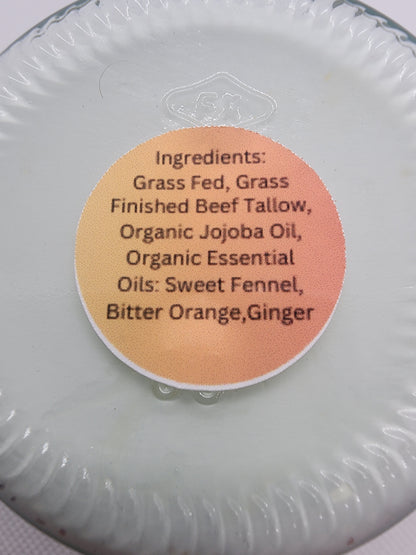 Ingredients:
Grass Fed, Grass
Finished Beef Tallow,
Organic Jojoba Oil,
Organic Essential
Oils: Sweet Fennel,
Bitter Orange,Ginger